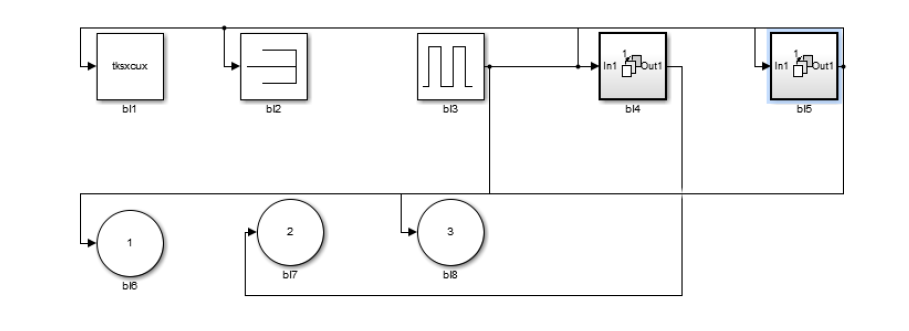 tksxcux
1
In1
Out1
1
In1
Out1
bl1
bl2
bl3
bl4
bl5
1
2
3
bl6
bl7
bl8